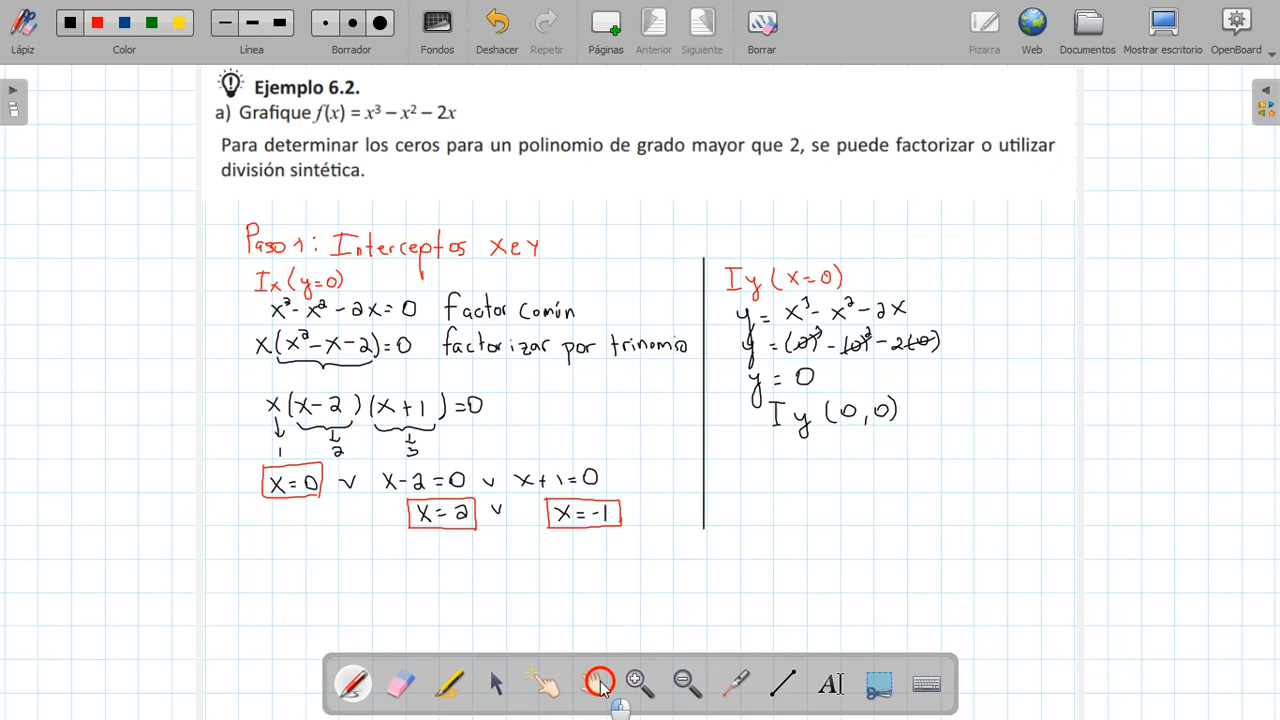 Lápiz
Color
Línea
Borrador
Fondos
Deshacer
Repetir
Páginas
Anterior
Siguiente
Borrar
Pizarra
Web
Documentos
Mostrar escritorio
OpenBoard
Ejemplo 6.2.
a) Grafique f(x) = x³ – x² – 2x
Para determinar los ceros para un polinomio de grado mayor que 2, se puede factorizar o utilizar
división sintética.
Paso 1: Interceptos x e y
Ix (y=0)
x³ - x² - 2x = 0 factor común
x(x² - x - 2) = 0 factorizar por trinomio
x(x-2)(x+1) = 0
1 2 3
x = 0 v x - 2 = 0 v x + 1 = 0
x = 2 v x = -1
Iy (x=0)
y = x³ - x² - 2x
y = (0)³ - (0)² - 2(0)
y = 0
Iy (0,0)